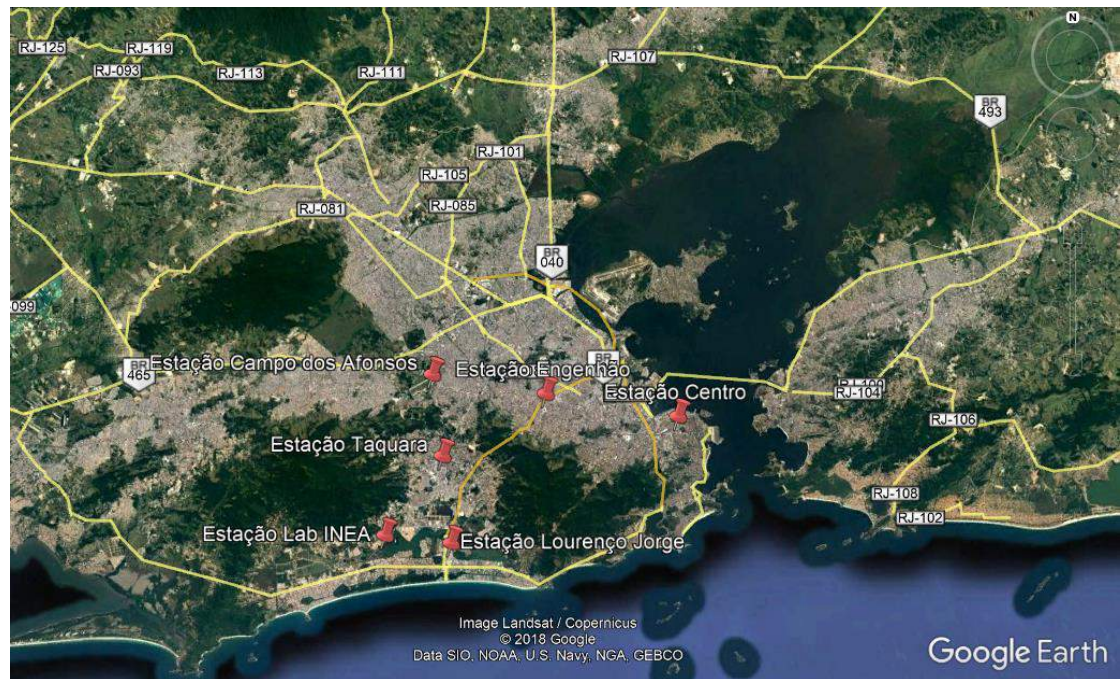 N
RJ-125
RJ-119
RJ-093
RJ-113
RJ-111
RJ-107
BR
493
RJ-101
RJ-105
RJ-085
RJ-081
BR
040
BR
465
Estação Campo dos Afonsos
Estação Engenhão
Estação Centro
RJ-104
RJ-106
Estação Taquara
RJ-108
RJ-102
Estação Lab INEA
Estação Lourenço Jorge
Image Landsat / Copernicus
© 2018 Google
Data SIO, NOAA, U.S. Navy, NGA, GEBCO
Google Earth